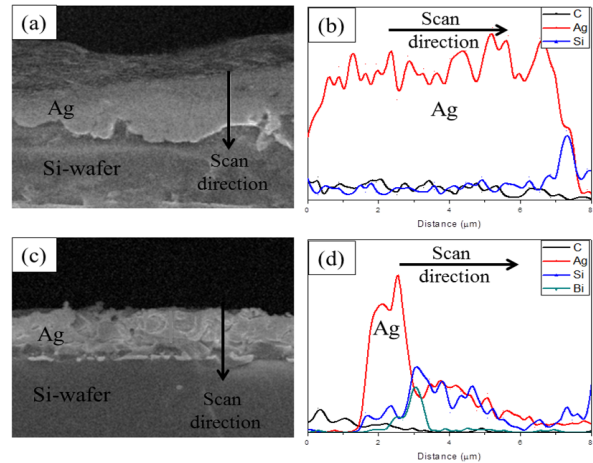 (a)
Ag
Si-wafer
Scan
direction
(b)
Scan
direction
C
Ag
Si
Ag
0 2 4 6 8
Distance (μm)
(c)
Ag
Si-wafer
Scan
direction
(d)
Scan
direction
C
Ag
Si
Bi
Ag
0 2 4 6 8
Distance (μm)